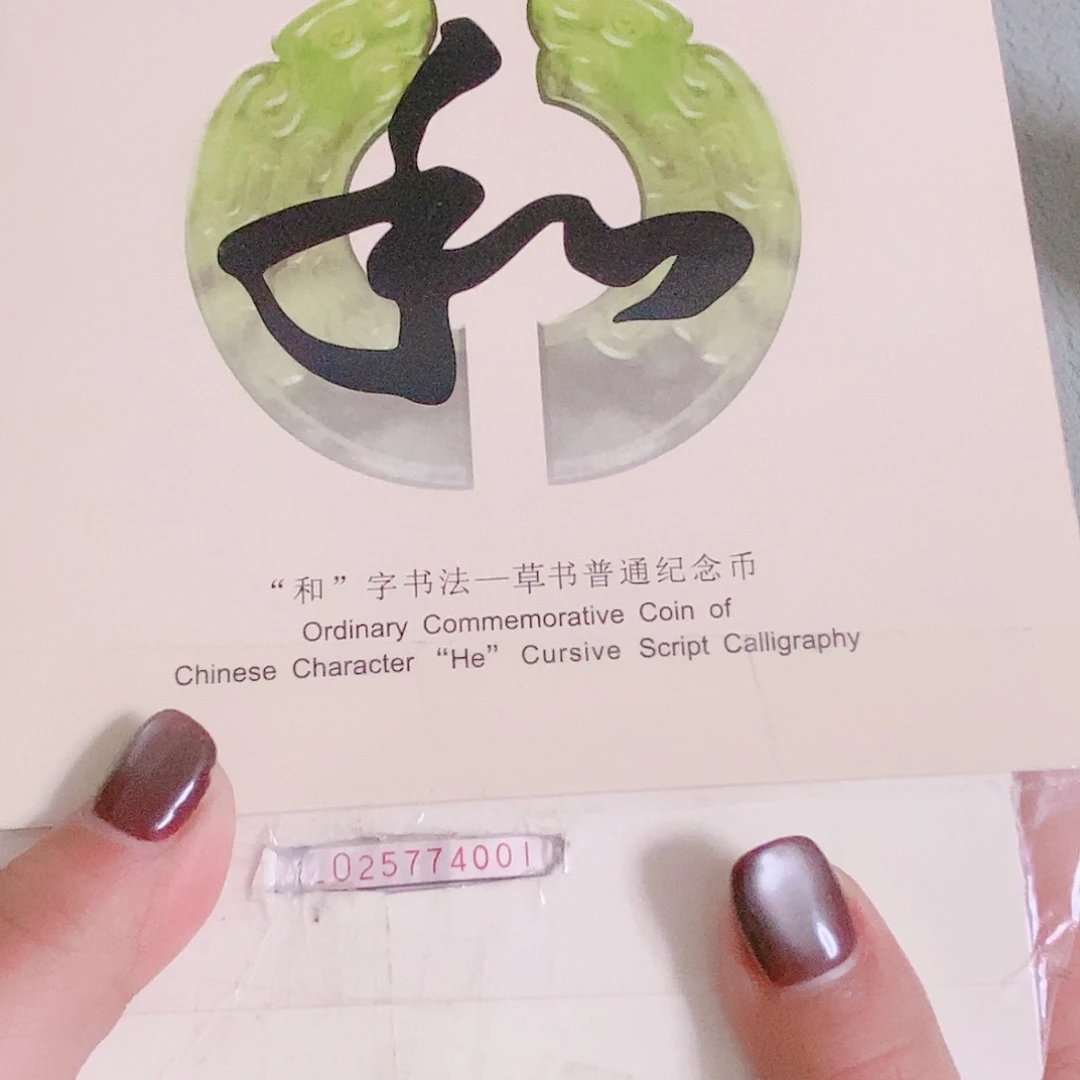 和
“和”字书法—草书普通纪念币
Ordinary Commemorative Coin of
Chinese Character “He” Cursive Script Calligraphy
025774001